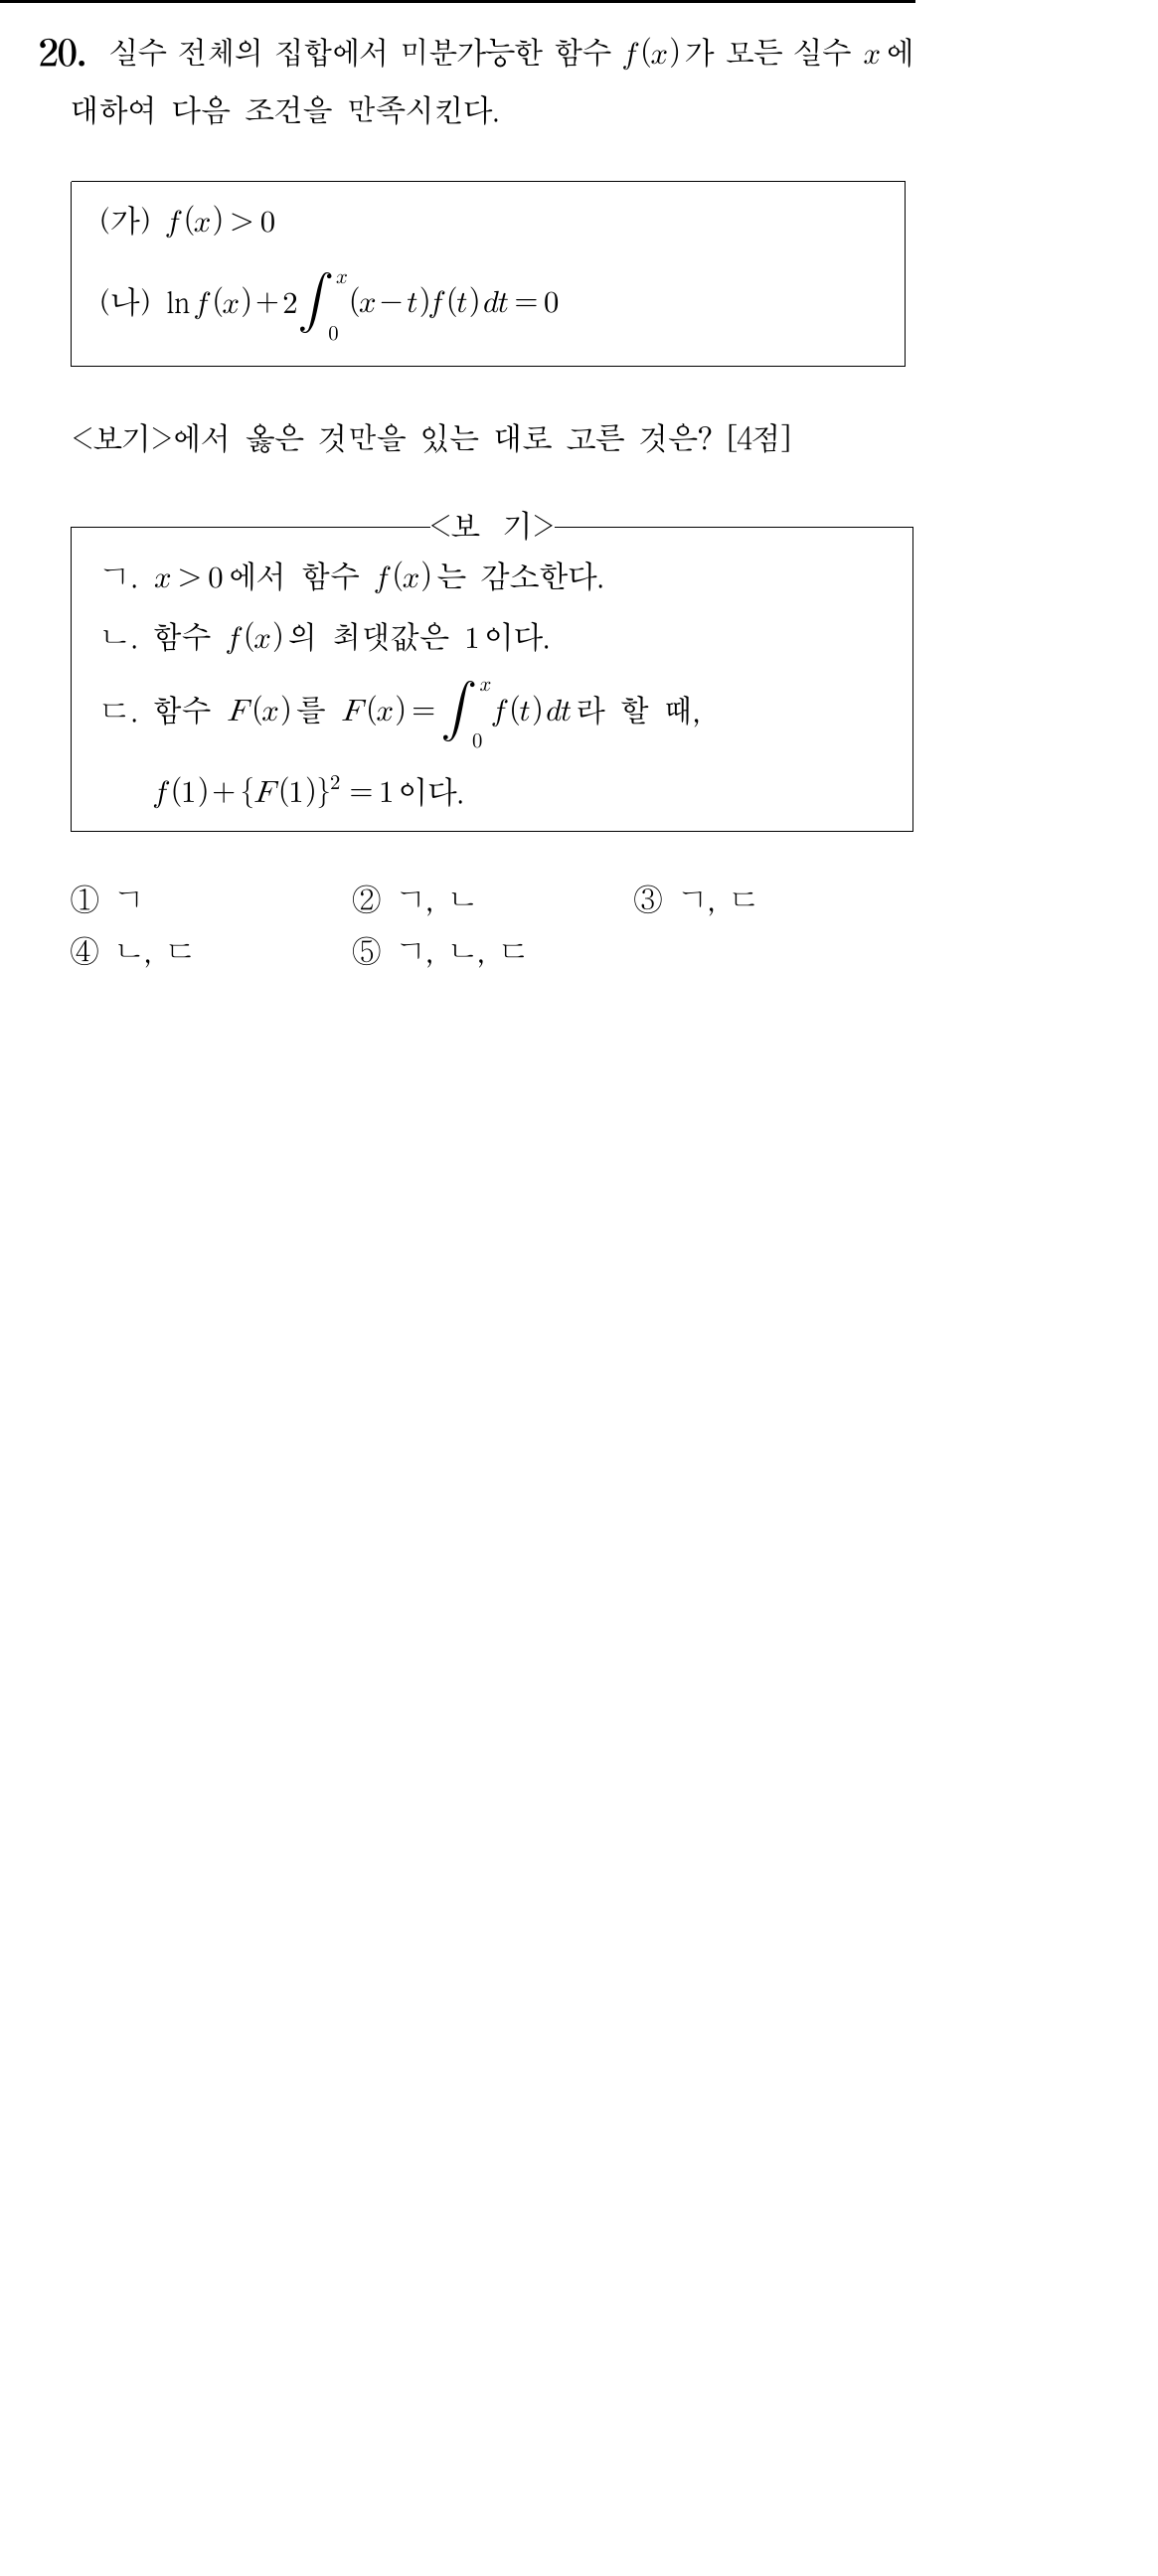 20. 실수 전체의 집합에서 미분가능한 함수 f(x)가 모든 실수 x에
대하여 다음 조건을 만족시킨다.
(가) f(x) > 0
(나) ln f(x) + 2∫₀ˣ (x−t)f(t)dt = 0
<보기>에서 옳은 것만을 있는 대로 고른 것은? [4점]
<보 기>
ㄱ. x > 0에서 함수 f(x)는 감소한다.
ㄴ. 함수 f(x)의 최댓값은 1이다.
ㄷ. 함수 F(x)를 F(x) = ∫₀ˣ f(t)dt라 할 때,
f(1) + {F(1)}² = 1이다.
① ㄱ ② ㄱ, ㄴ ③ ㄱ, ㄷ
④ ㄴ, ㄷ ⑤ ㄱ, ㄴ, ㄷ